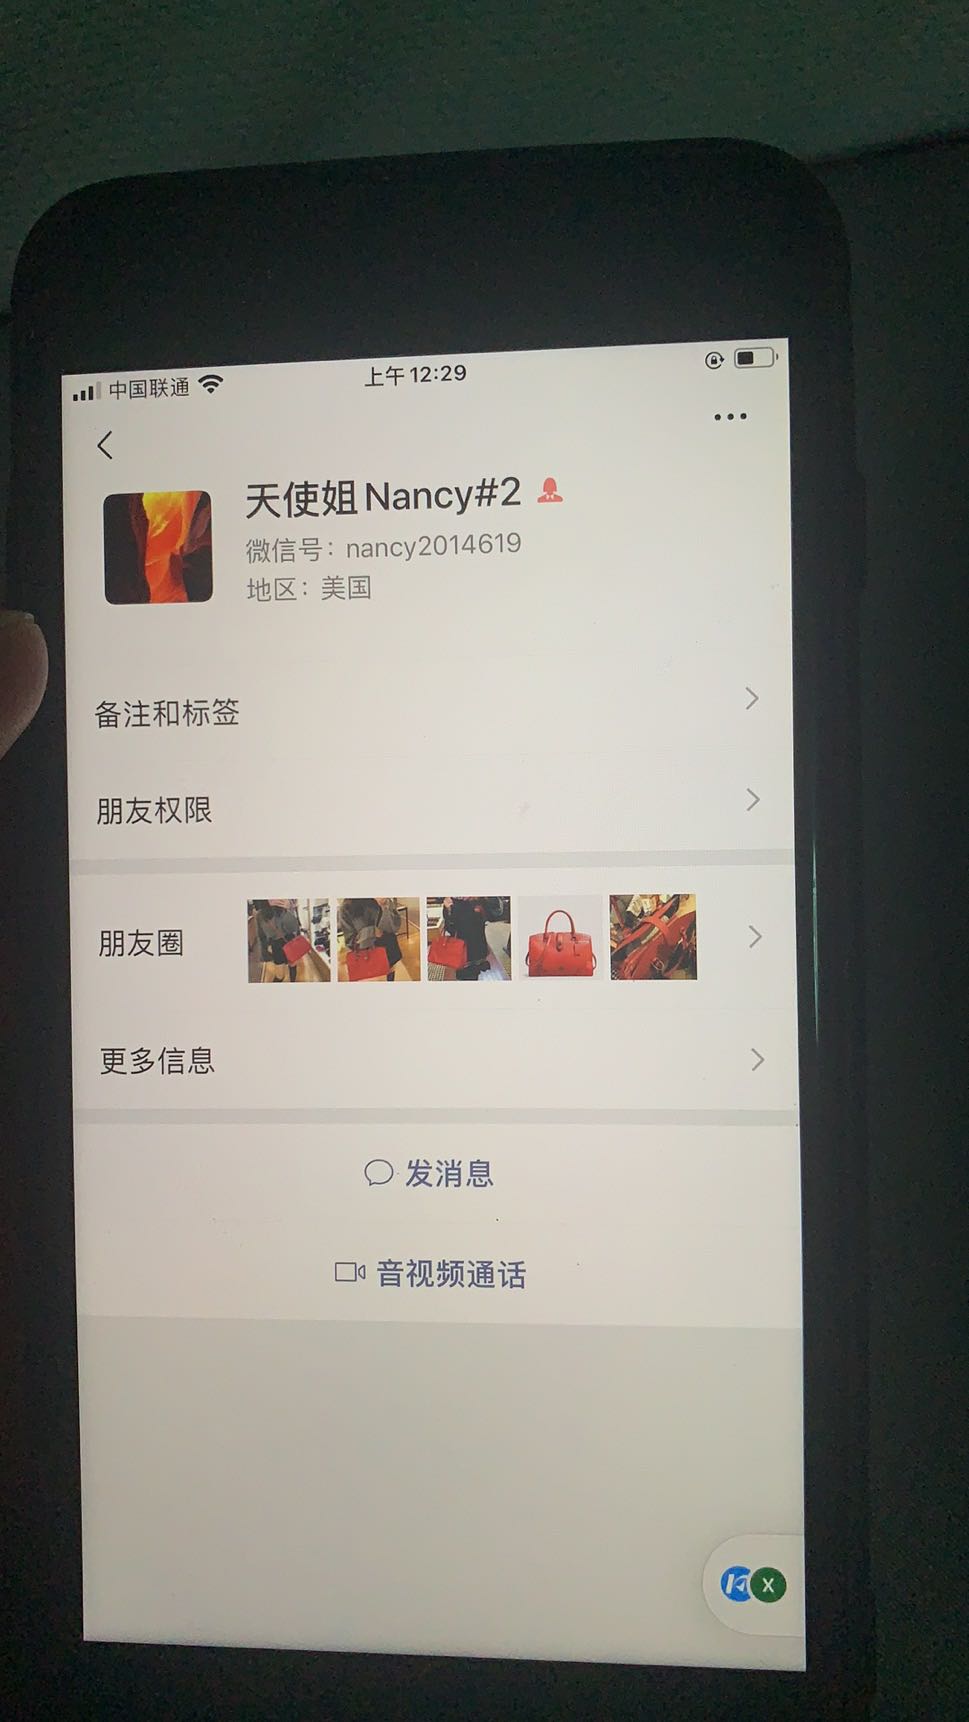 中国联通
上午12:29
天使姐Nancy#2
微信号：nancy2014619
地区：美国
备注和标签
朋友权限
朋友圈
更多信息
发消息
音视频通话
X